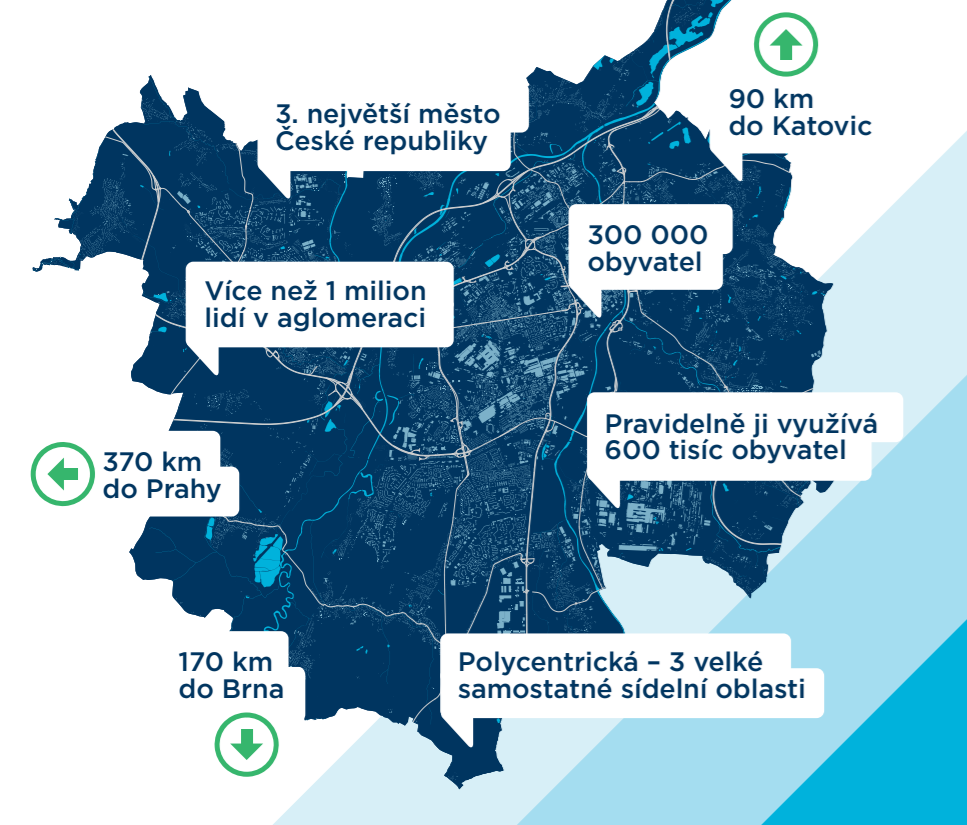 90 km
do Katovic
3. největší město
České republiky
300 000
obyvatel
Více než 1 milion
lidí v aglomeraci
Pravidelně ji využívá
600 tisíc obyvatel
370 km
do Prahy
170 km
do Brna
Polycentrická – 3 velké
samostatné sídelní oblasti